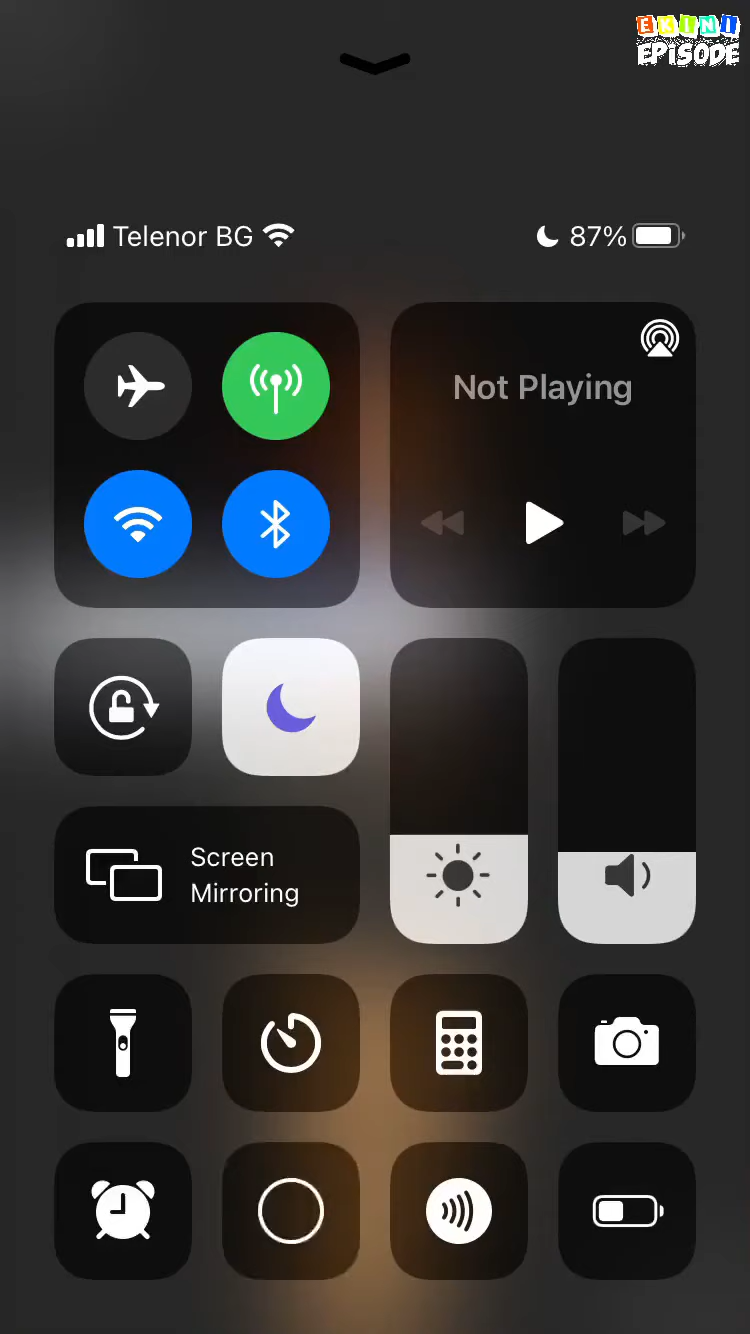 EKINI
EPISODE
Telenor BG
87%
Not Playing
Screen
Mirroring